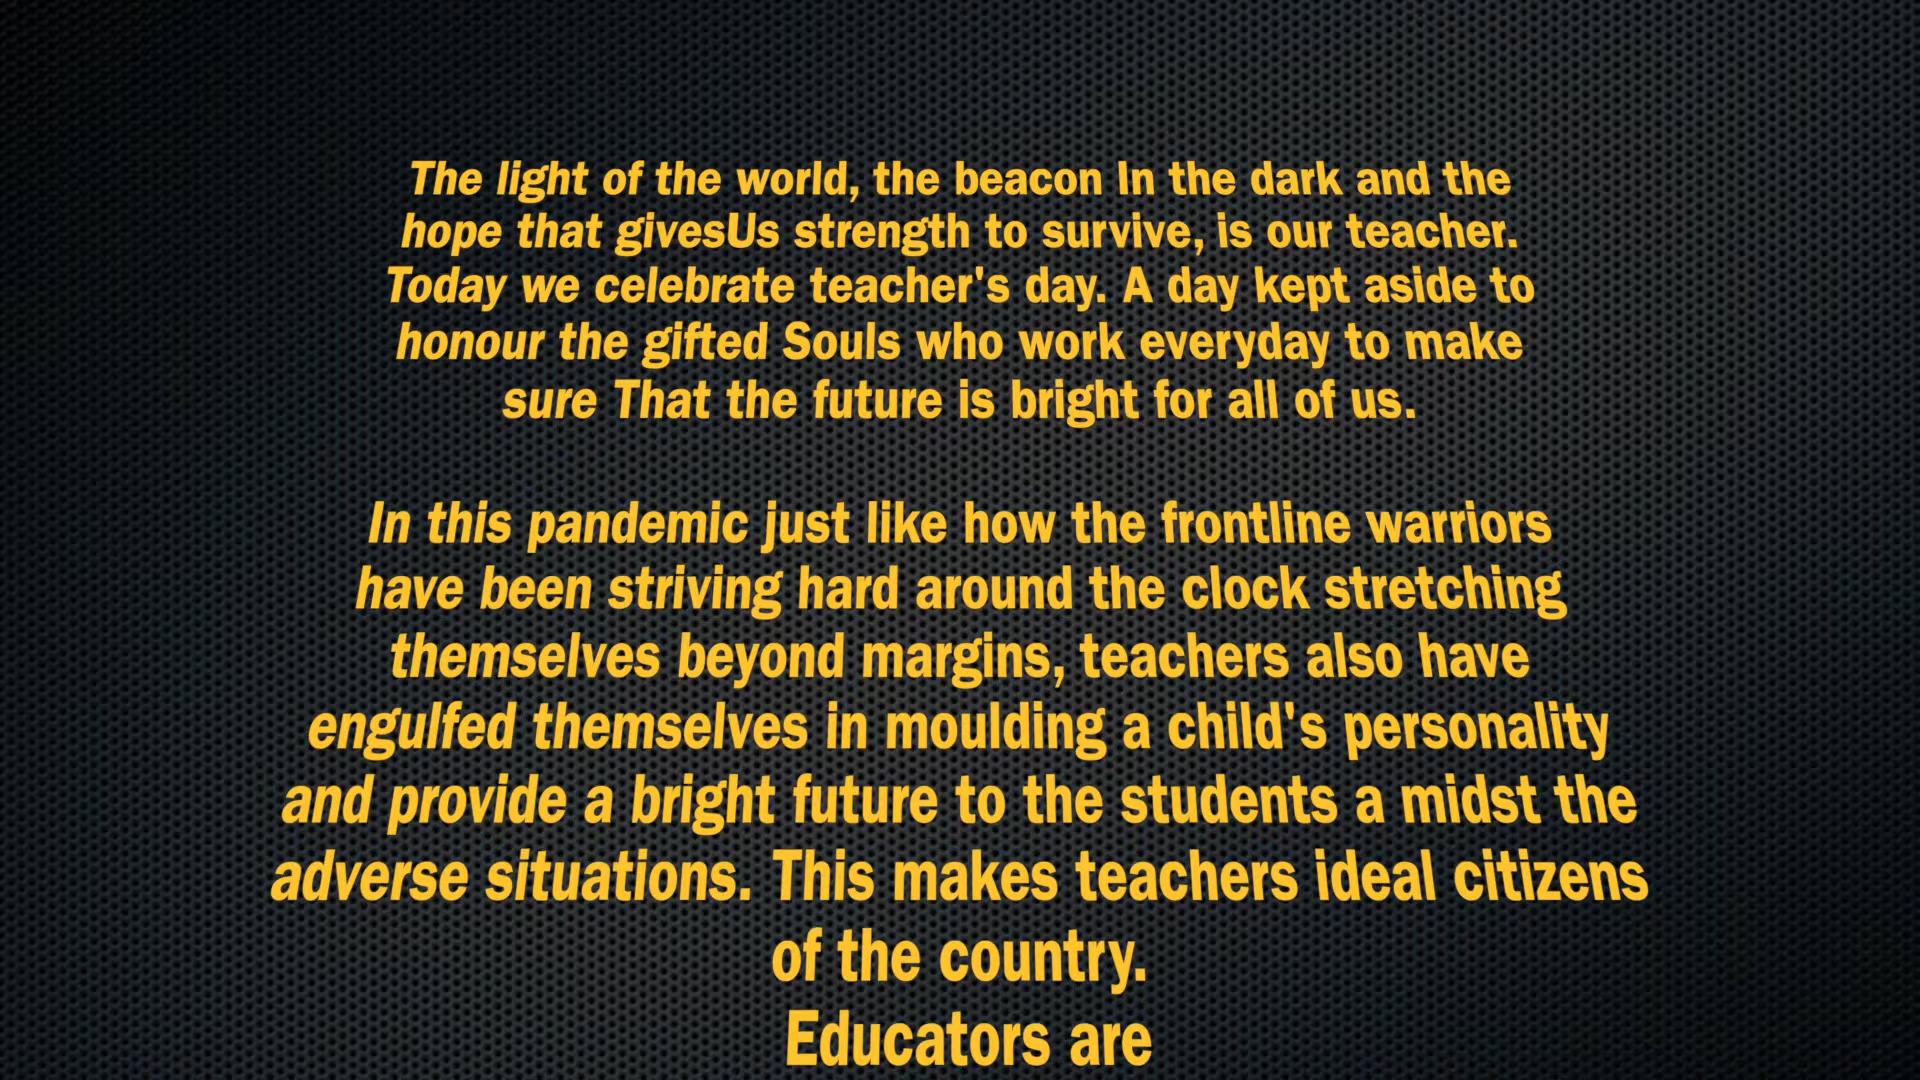 The light of the world, the beacon In the dark and the
hope that givesUs strength to survive, is our teacher.
Today we celebrate teacher's day. A day kept aside to
honour the gifted Souls who work everyday to make
sure That the future is bright for all of us.
In this pandemic just like how the frontline warriors
have been striving hard around the clock stretching
themselves beyond margins, teachers also have
engulfed themselves in moulding a child's personality
and provide a bright future to the students a midst the
adverse situations. This makes teachers ideal citizens
of the country.
Educators are